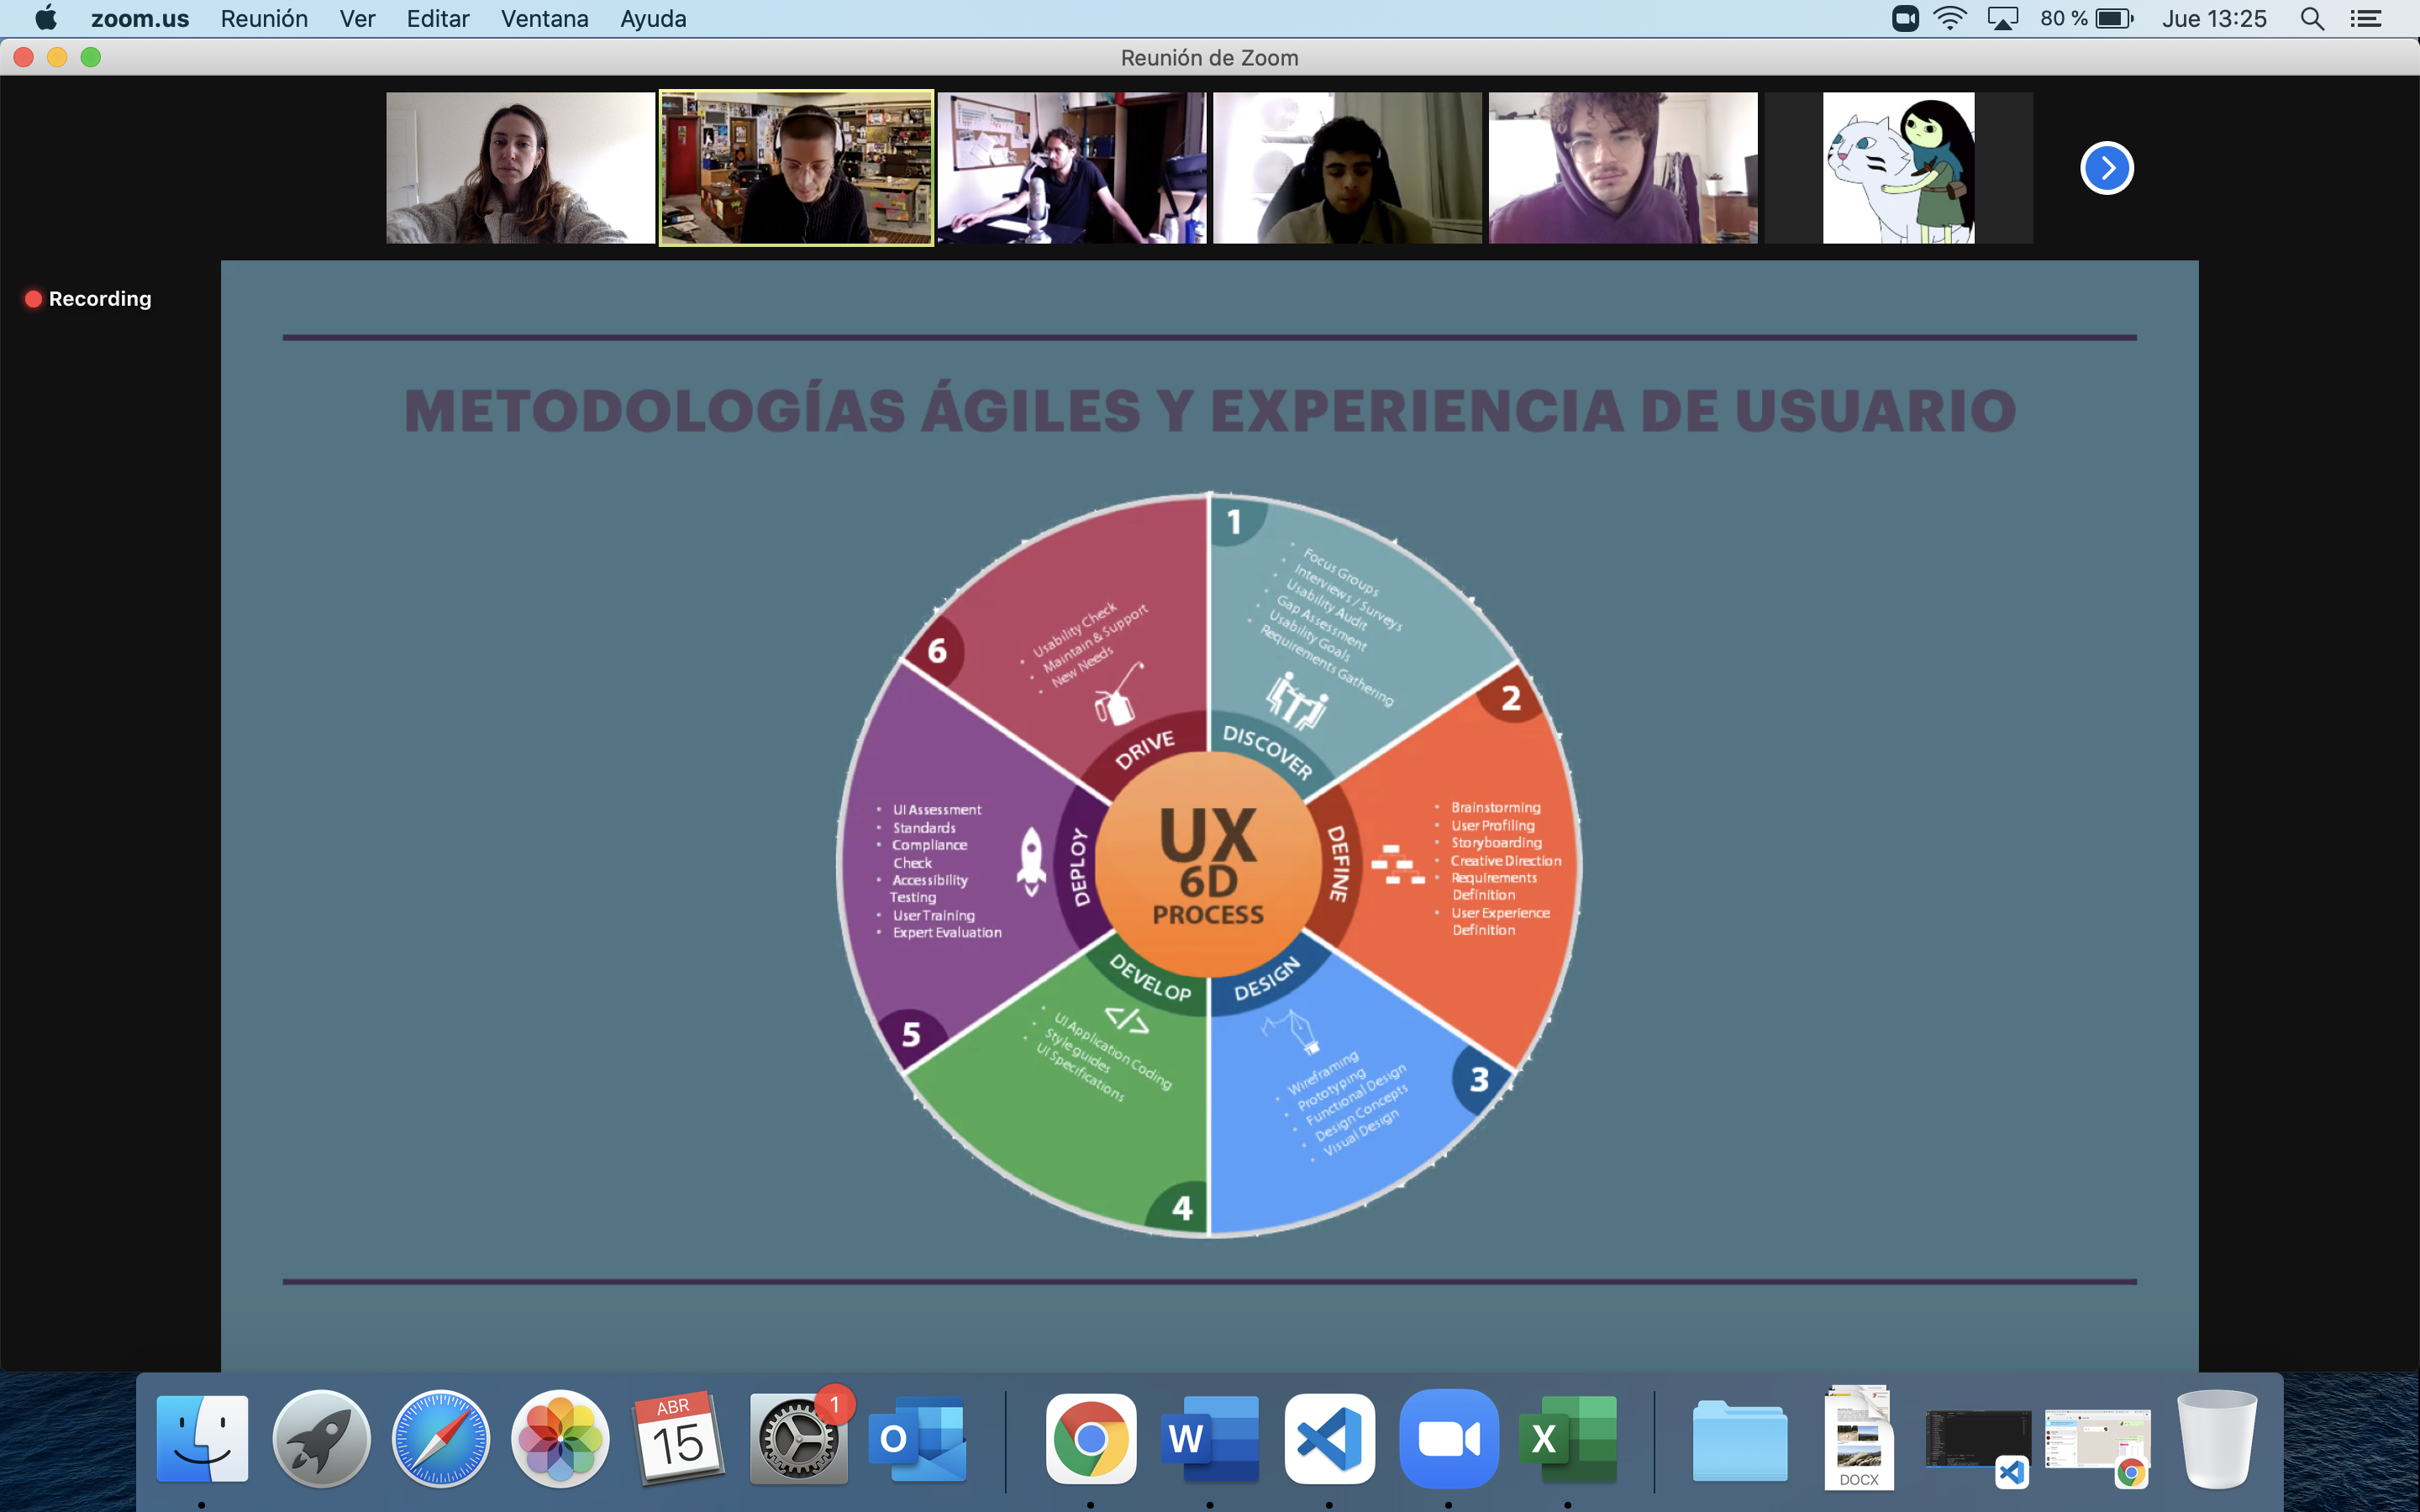 zoom.us Reunión Ver Editar Ventana Ayuda 80 % Jue 13:25
Reunión de Zoom
Recording
METODOLOGÍAS ÁGILES Y EXPERIENCIA DE USUARIO
1
Focus Groups
Interviews / Surveys
Usability Audit
Gap Assessment
Usability Goals
Requirements Gathering
DISCOVER
2
Brainstorming
User Profiling
Storyboarding
Creative Direction
Requirements
Definition
User Experience
Definition
DEFINE
3
Wireframing
Prototyping
Functional Design
Design Concepts
Visual Design
DESIGN
4
UI Application Coding
Styleguides
UI Specifications
</>
DEVELOP
5
UI Assessment
Standards
Compliance
Check
Accessibility
Testing
User Training
Expert Evaluation
DEPLOY
6
Usability Check
Maintain & Support
New Needs
DRIVE
UX
6D
PROCESS
ABR
15
1
O
W
X
DOCX